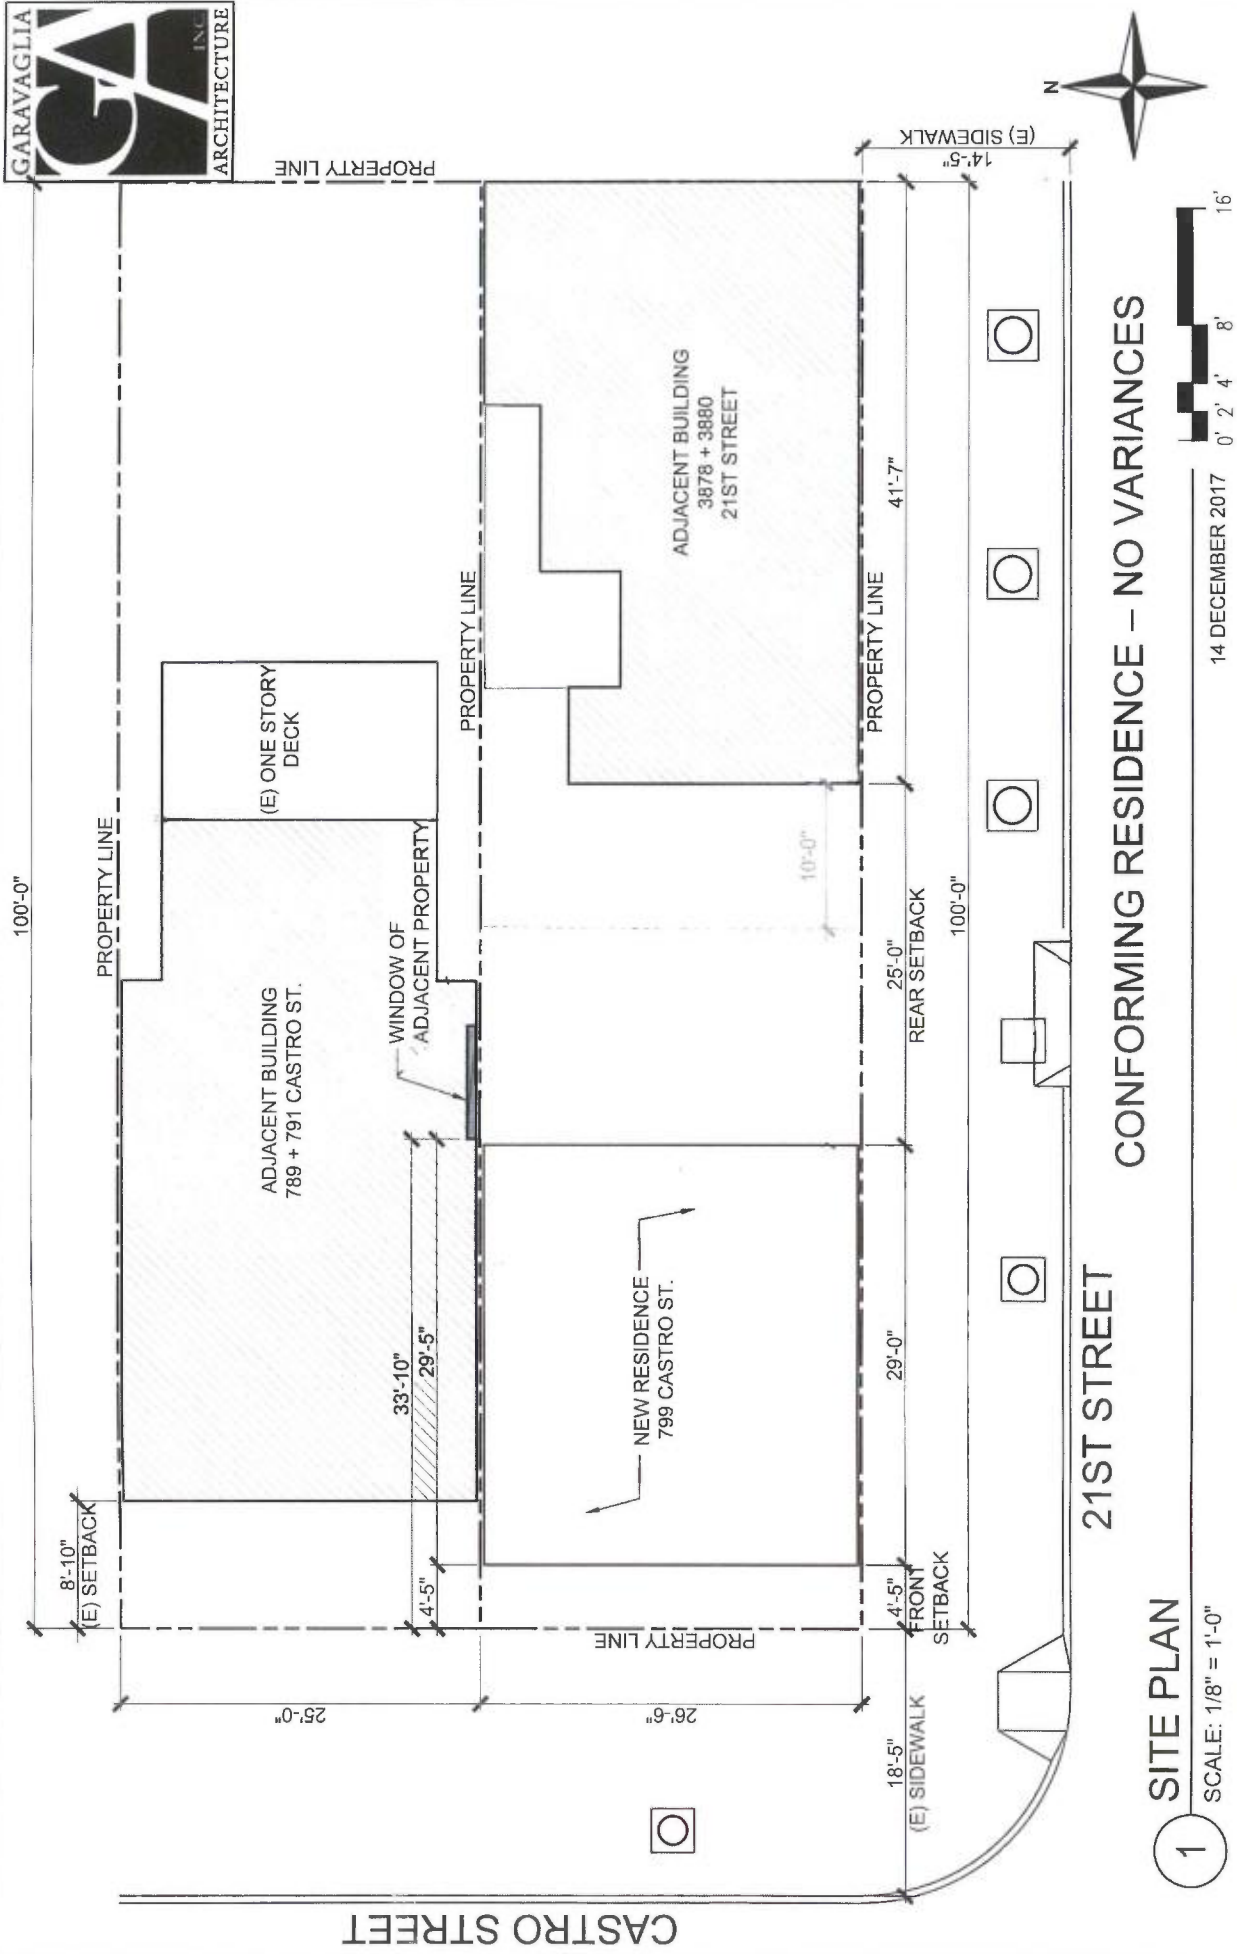 GARAVAGLIA
GA
INC
ARCHITECTURE
100'-0"
8'-10"
(E) SETBACK
PROPERTY LINE
PROPERTY LINE
ADJACENT BUILDING
789 + 791 CASTRO ST.
(E) ONE STORY
DECK
WINDOW OF
ADJACENT PROPERTY
33'-10"
29'-5"
4'-5"
PROPERTY LINE
25'-0"
26'-6"
PROPERTY LINE
NEW RESIDENCE
799 CASTRO ST.
ADJACENT BUILDING
3878 + 3880
21ST STREET
10'-0"
PROPERTY LINE
18'-5"
(E) SIDEWALK
4'-5"
FRONT
SETBACK
29'-0"
25'-0"
REAR SETBACK
41'-7"
100'-0"
14'-5"
(E) SIDEWALK
CASTRO STREET
21ST STREET
N
1
SITE PLAN
SCALE: 1/8" = 1'-0"
CONFORMING RESIDENCE – NO VARIANCES
14 DECEMBER 2017
0' 2' 4' 8' 16'